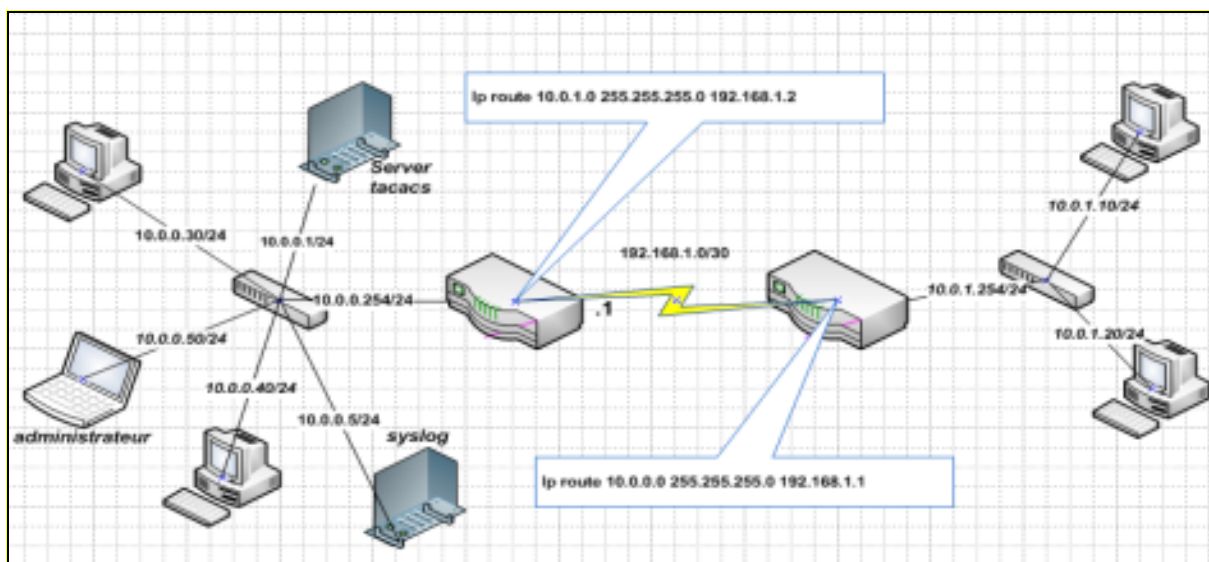 Ip route 10.0.1.0 255.255.255.0 192.168.1.2
Server
tacacs
10.0.1.10/24
10.0.0.30/24
10.0.0.1/24
192.168.1.0/30
10.0.0.254/24
.1
10.0.1.254/24
10.0.0.50/24
10.0.1.20/24
10.0.0.40/24
10.0.0.5/24
administrateur
syslog
Ip route 10.0.0.0 255.255.255.0 192.168.1.1